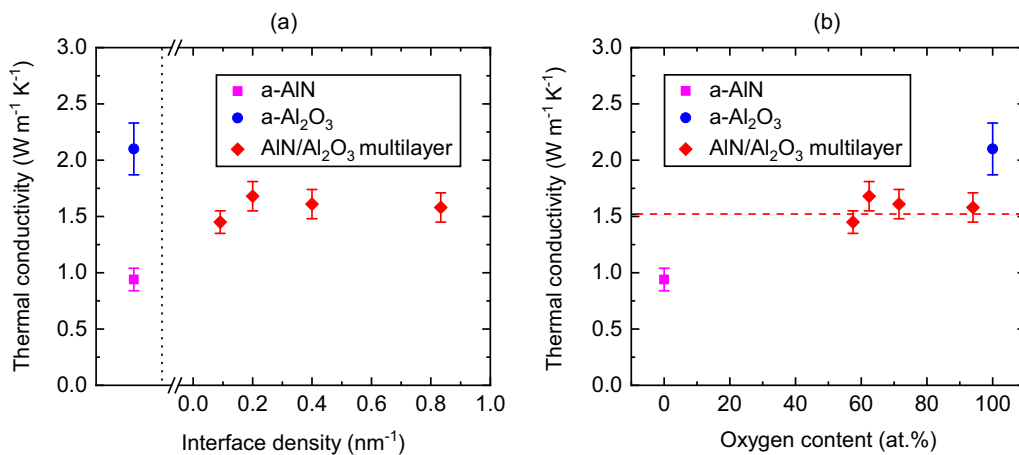 (a)
3.0
2.5
2.0
1.5
1.0
0.5
0.0
Thermal conductivity (W m⁻¹ K⁻¹)
a-AlN
a-Al₂O₃
AlN/Al₂O₃ multilayer
0.0 0.2 0.4 0.6 0.8 1.0
Interface density (nm⁻¹)
(b)
3.0
2.5
2.0
1.5
1.0
0.5
0.0
Thermal conductivity (W m⁻¹ K⁻¹)
a-AlN
a-Al₂O₃
AlN/Al₂O₃ multilayer
0 20 40 60 80 100
Oxygen content (at.%)